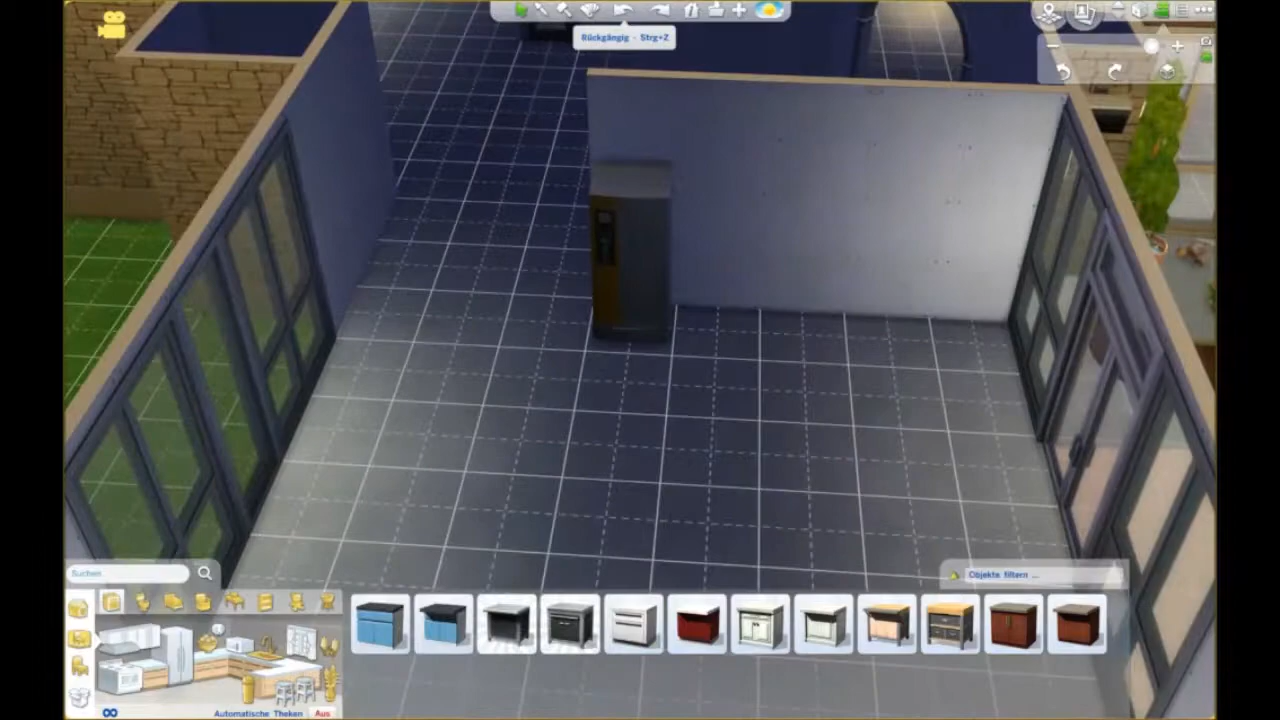 Rückgängig - Strg+Z
Suchen
Objekte filtern ...
Automatische Theken Aus